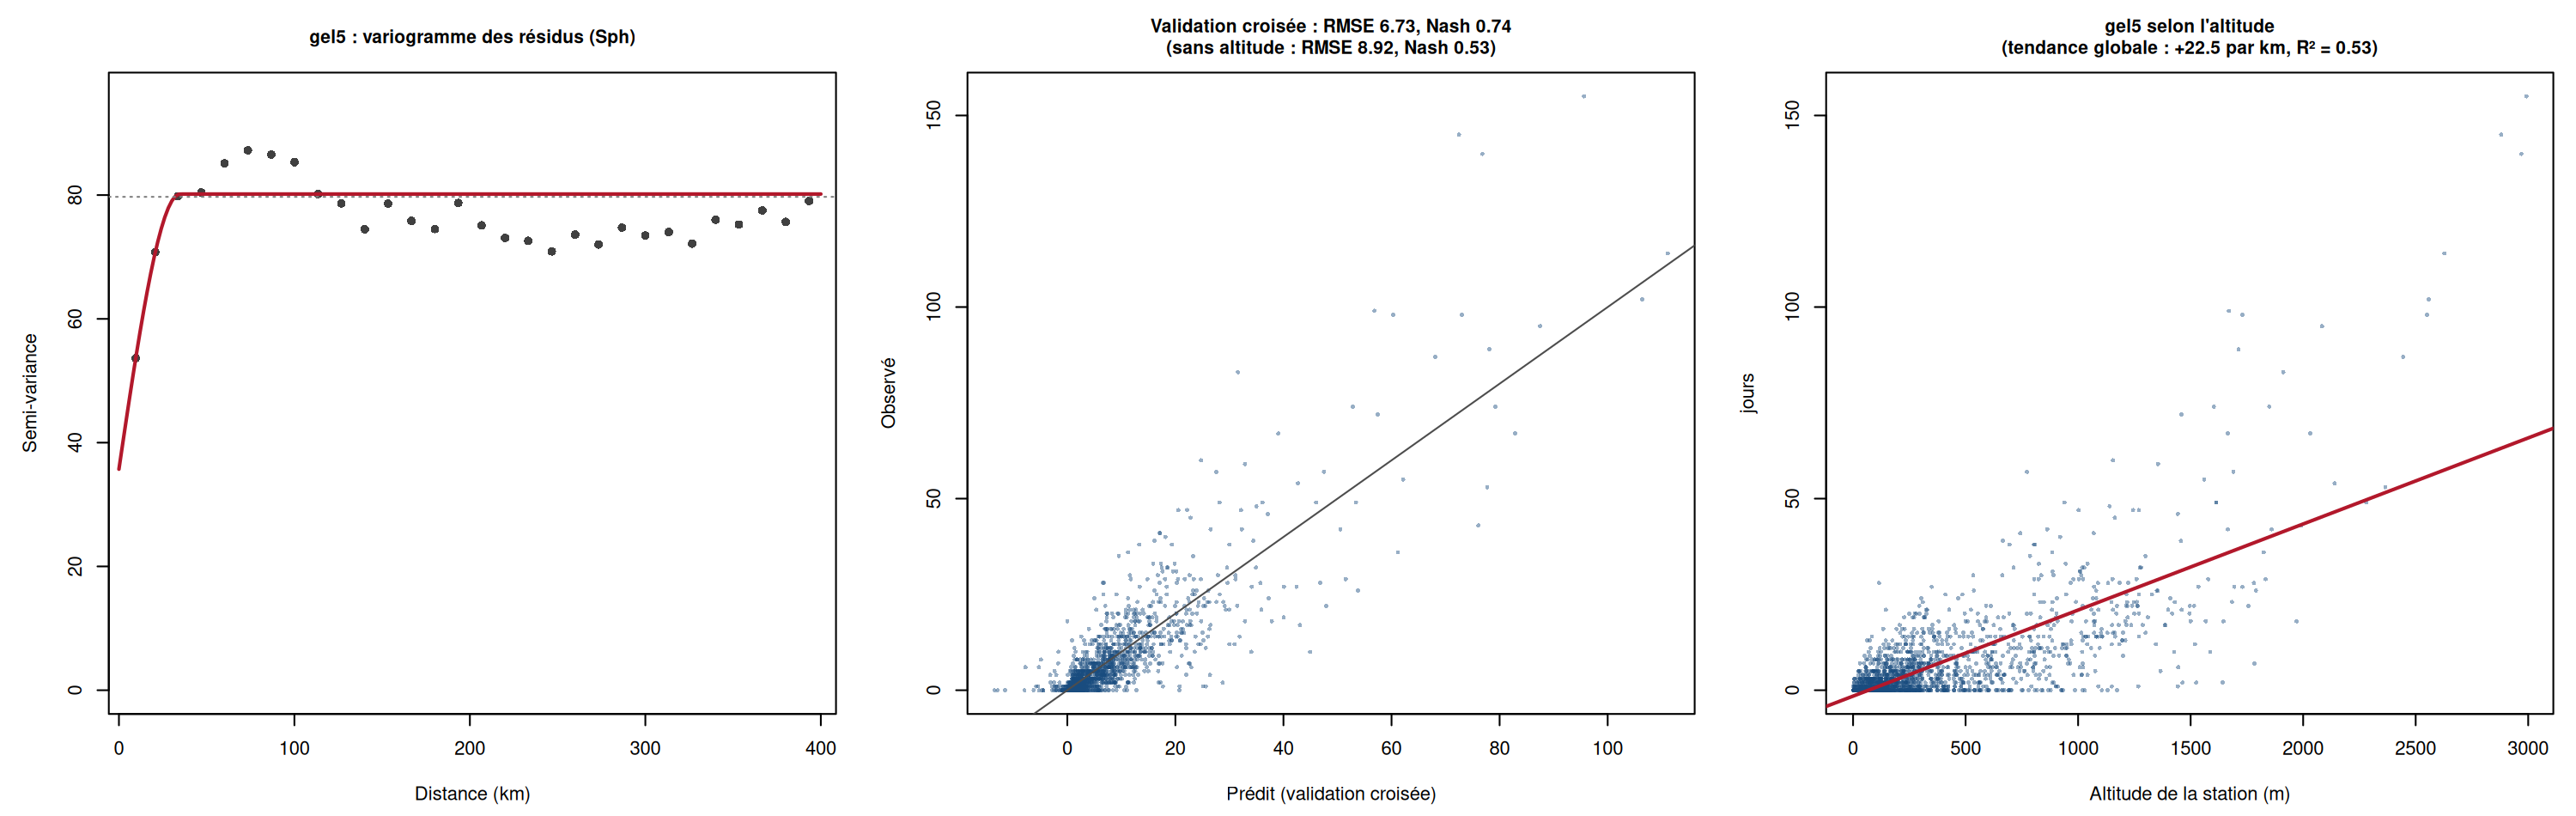 gel5 : variogramme des résidus (Sph)
Semi-variance
0
20
40
60
80
0
100
200
300
400
Distance (km)
Validation croisée : RMSE 6.73, Nash 0.74
(sans altitude : RMSE 8.92, Nash 0.53)
Observé
0
50
100
150
0
20
40
60
80
100
Prédit (validation croisée)
gel5 selon l'altitude
(tendance globale : +22.5 par km, R² = 0.53)
jours
0
50
100
150
0
500
1000
1500
2000
2500
3000
Altitude de la station (m)